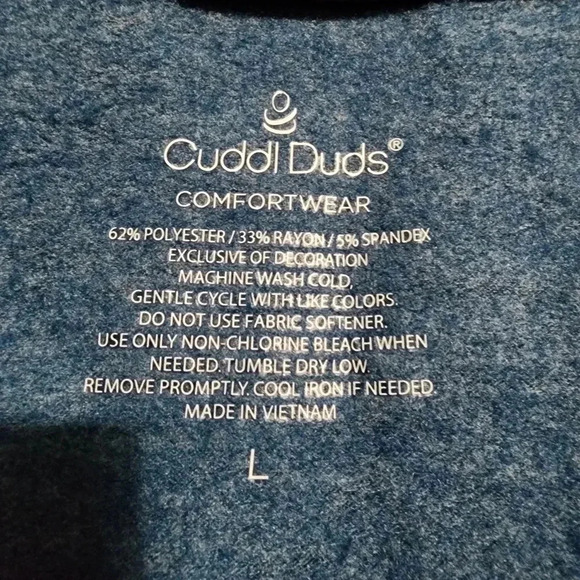 Cuddl Duds®
COMFORTWEAR
62% POLYESTER / 33% RAYON / 5% SPANDEX
EXCLUSIVE OF DECORATION
MACHINE WASH COLD,
GENTLE CYCLE WITH LIKE COLORS.
DO NOT USE FABRIC SOFTENER.
USE ONLY NON-CHLORINE BLEACH WHEN
NEEDED. TUMBLE DRY LOW.
REMOVE PROMPTLY. COOL IRON IF NEEDED.
MADE IN VIETNAM
L